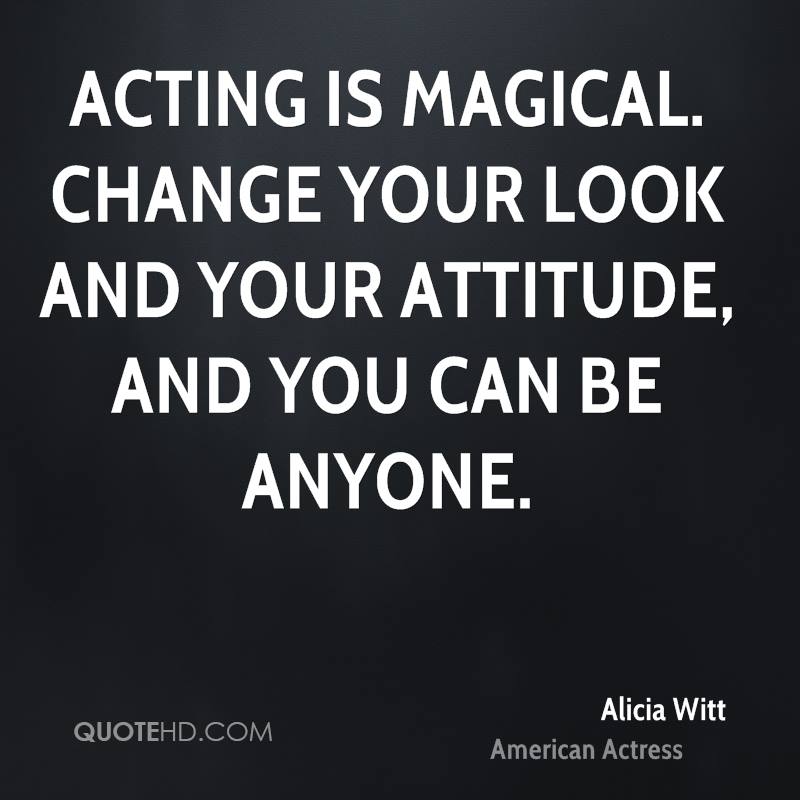 ACTING IS MAGICAL.
CHANGE YOUR LOOK
AND YOUR ATTITUDE,
AND YOU CAN BE
ANYONE.
Alicia Witt
QUOTEHD.COM
American Actress